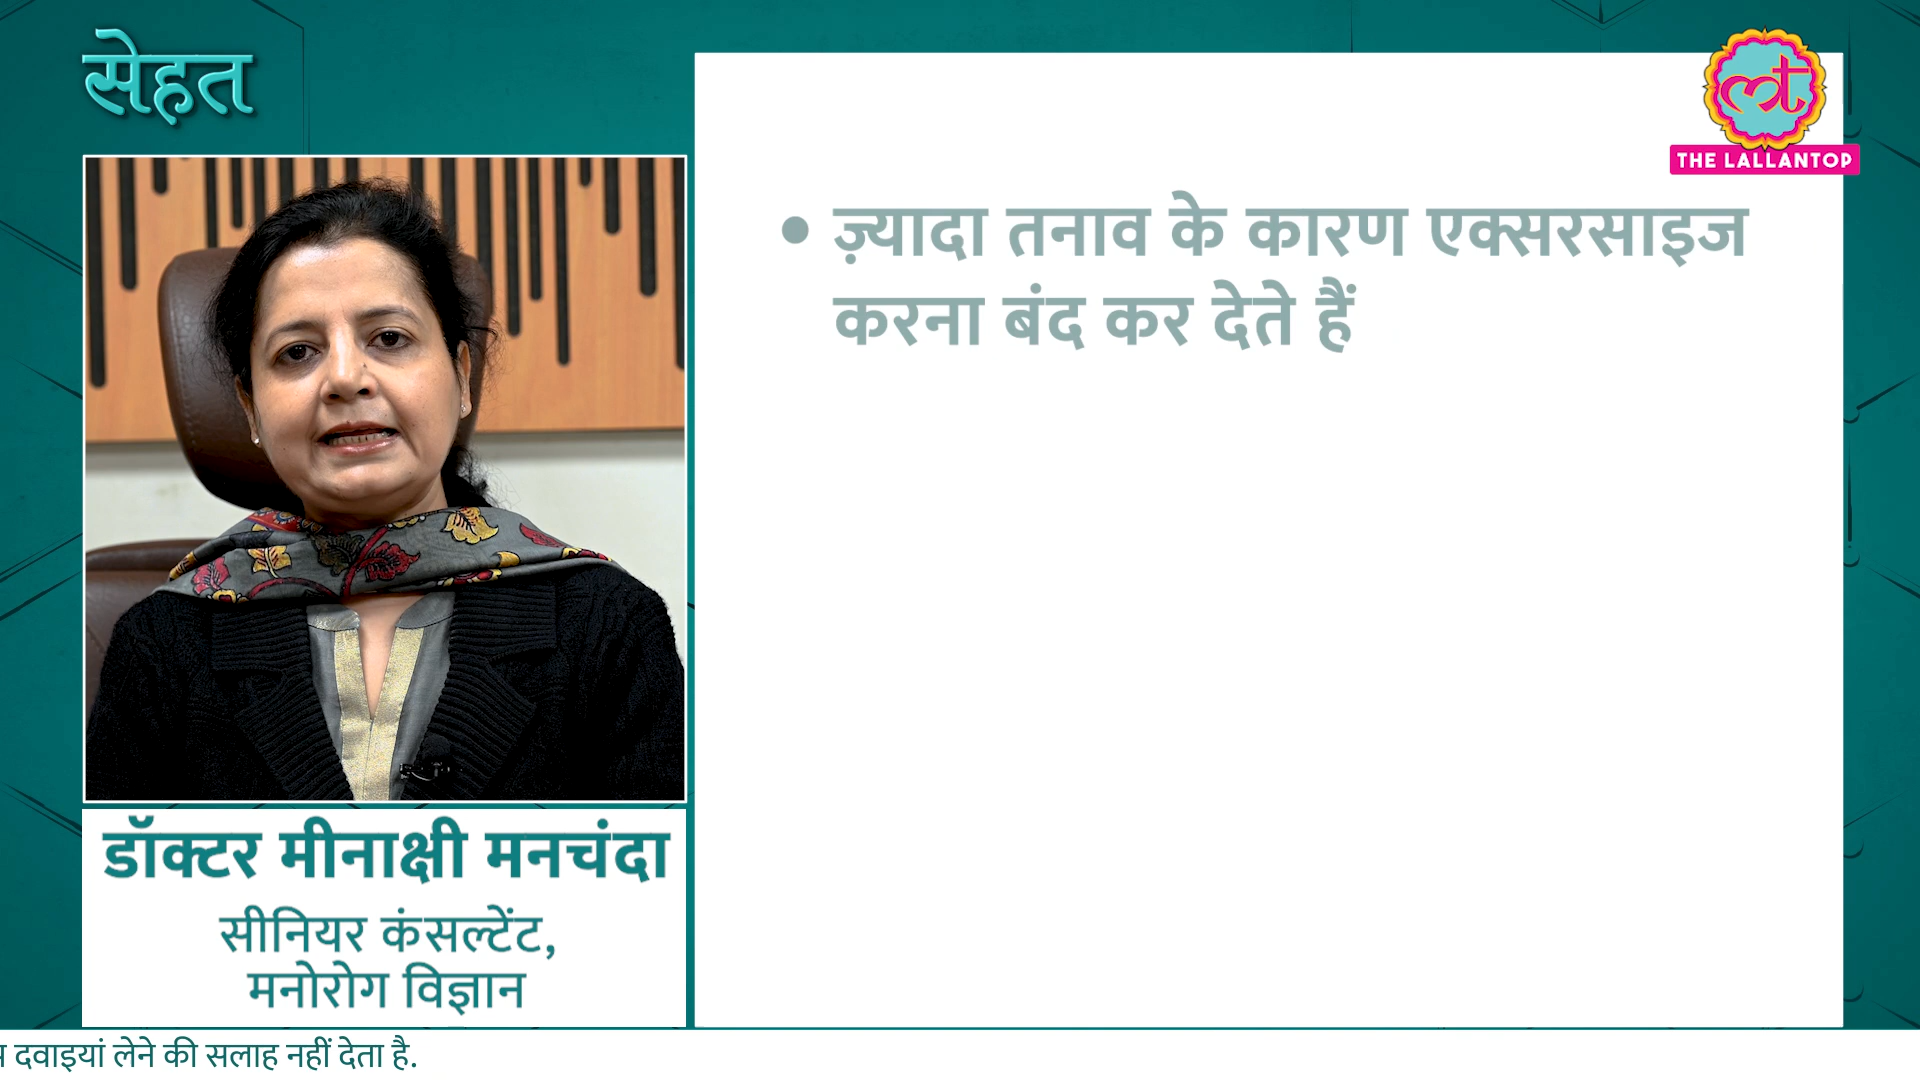 सेहत
THE LALLANTOP
• ज़्यादा तनाव के कारण एक्सरसाइज
करना बंद कर देते हैं
डॉक्टर मीनाक्षी मनचंदा
सीनियर कंसल्टेंट,
मनोरोग विज्ञान
दवाइयां लेने की सलाह नहीं देता है.